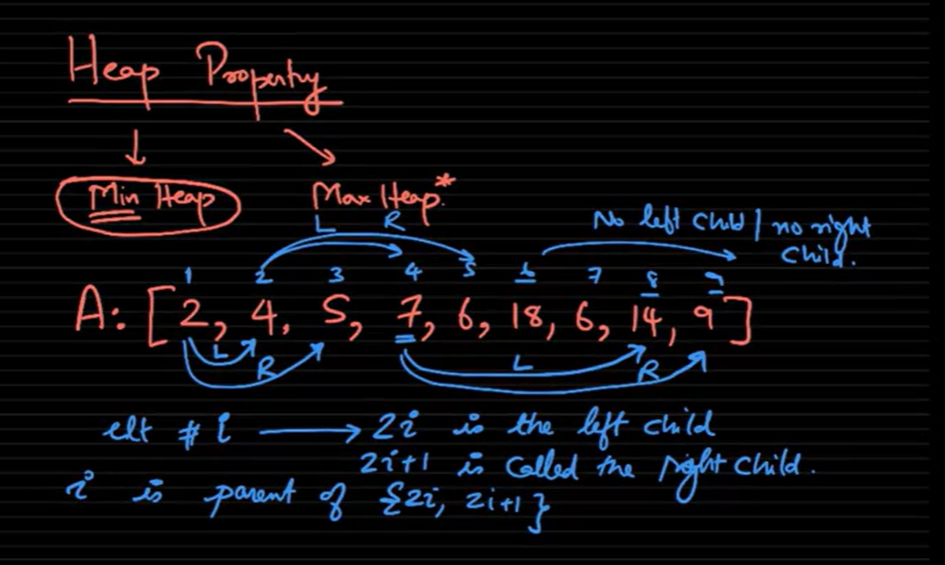 Heap Property
Min Heap
Max Heap*
L R
No left child / no right child.
1 2 3 4 5 6 7 8 9
A: [2, 4, 5, 7, 6, 18, 6, 14, 9]
L R L R
elt # i → 2i is the left child
2i+1 is called the right child.
i is parent of {2i, 2i+1}